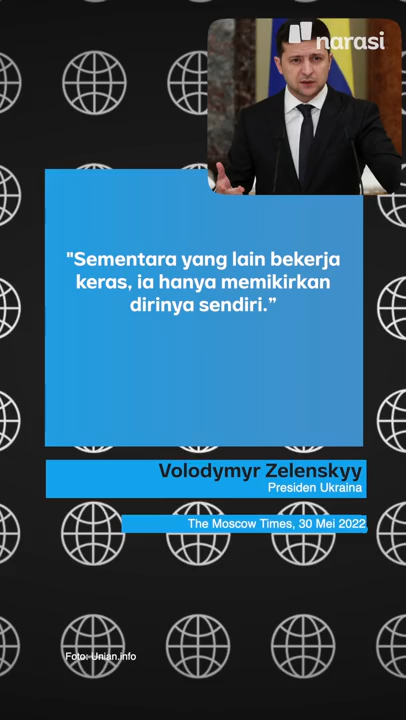 narasi
"Sementara yang lain bekerja
keras, ia hanya memikirkan
dirinya sendiri.”
Volodymyr Zelenskyy
Presiden Ukraina
The Moscow Times, 30 Mei 2022
Foto: Unian.info